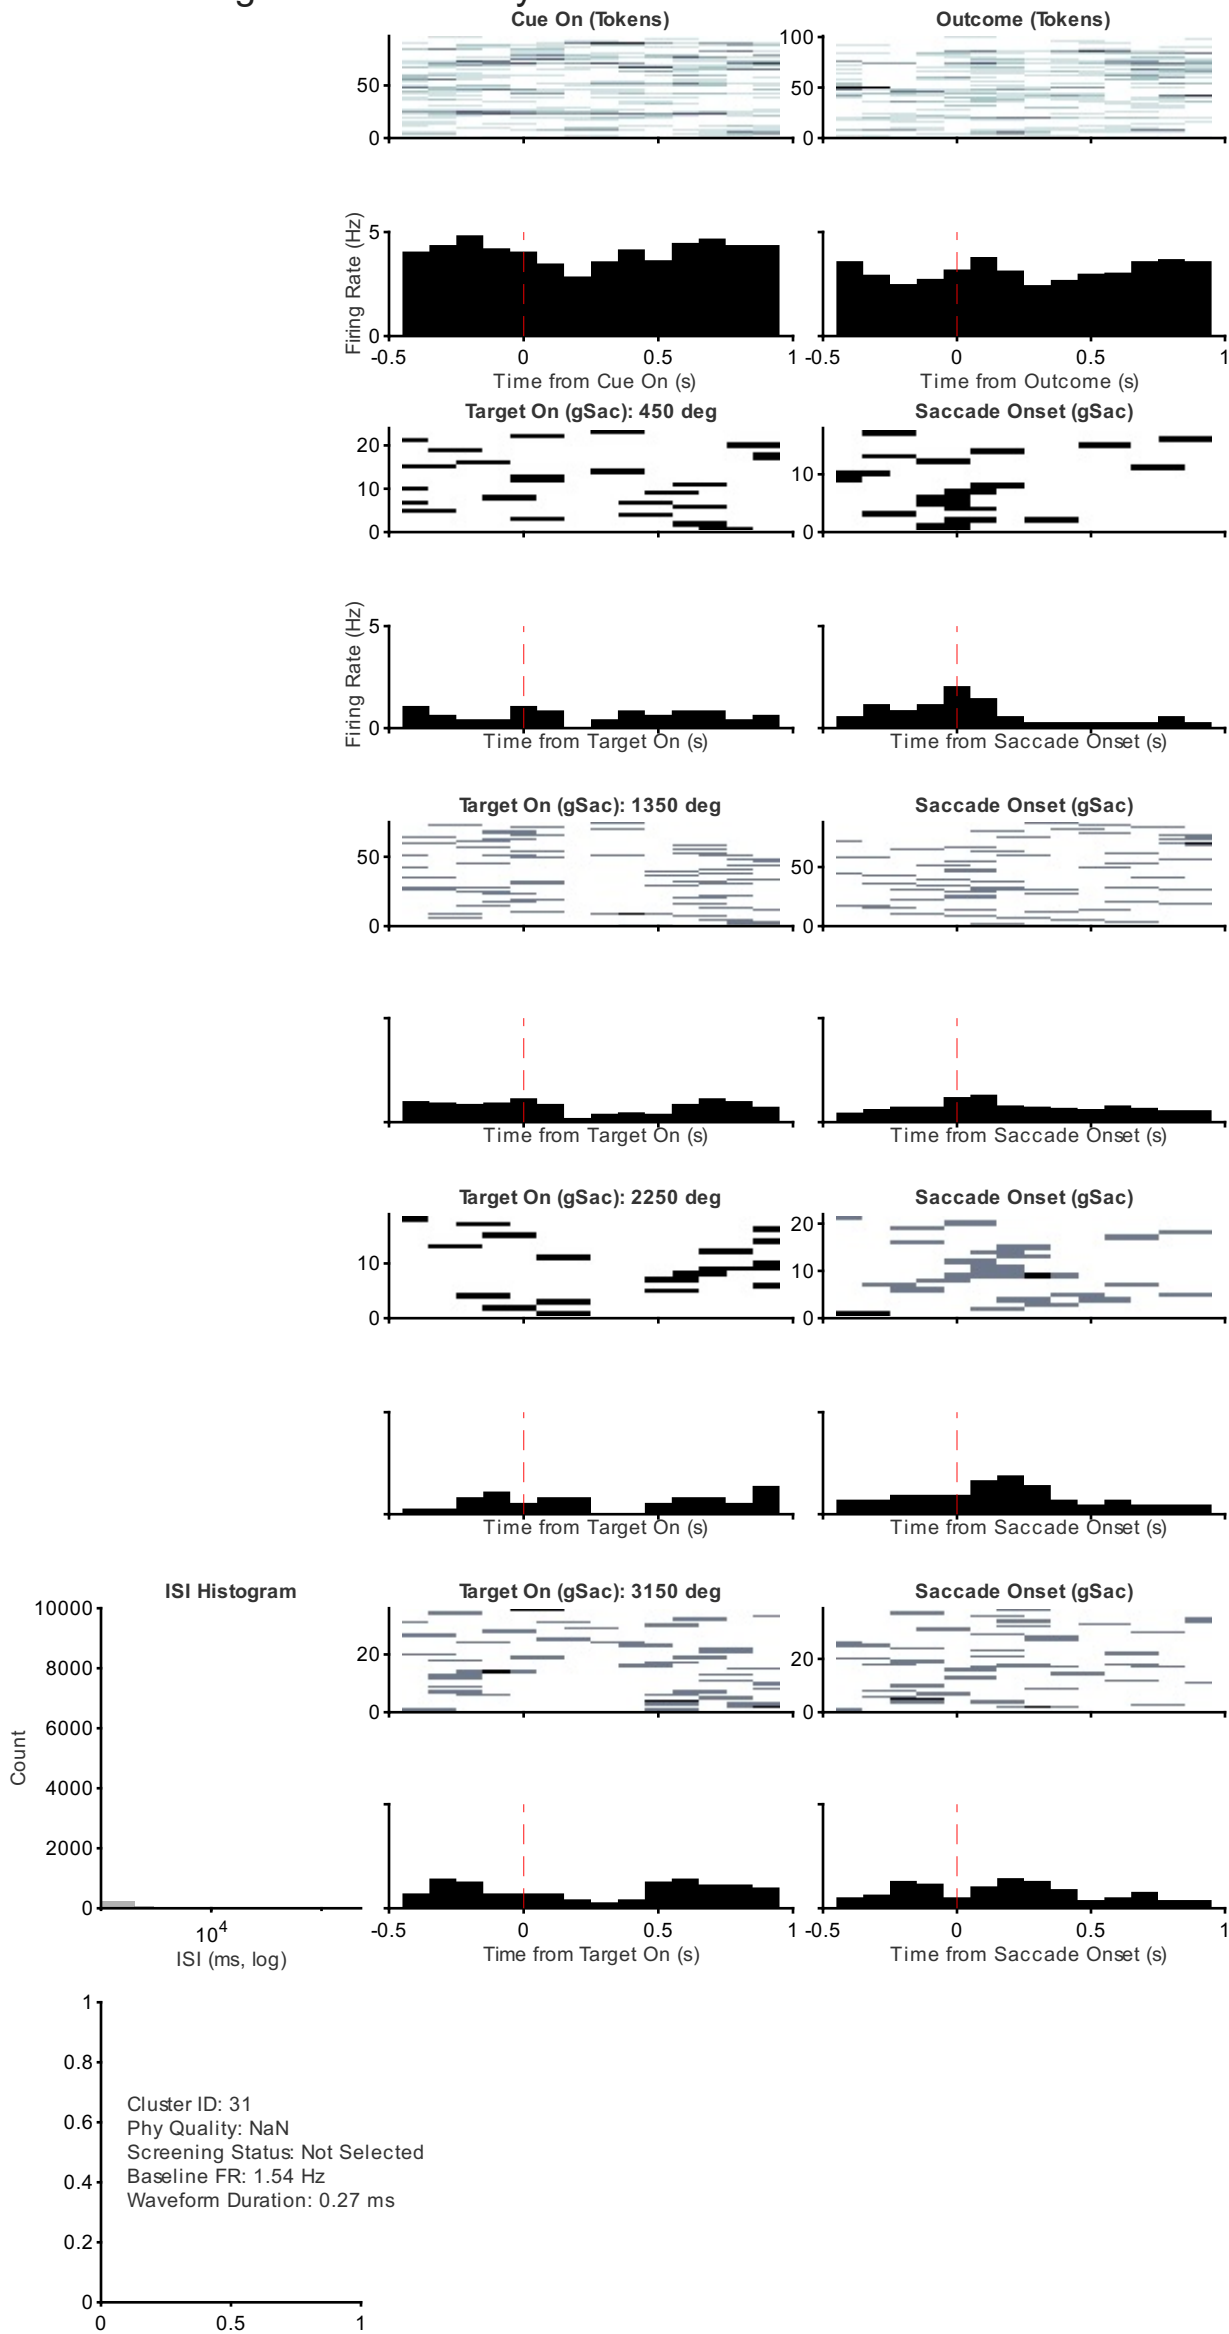 Cue On (Tokens)
Outcome (Tokens)
50
0
100
50
0
Firing Rate (Hz)
5
0
-0.5 0 0.5 1
-0.5 0 0.5 1
Time from Cue On (s)
Time from Outcome (s)
Target On (gSac): 450 deg
Saccade Onset (gSac)
20
10
0
10
0
Firing Rate (Hz)
5
0
Time from Target On (s)
Time from Saccade Onset (s)
Target On (gSac): 1350 deg
Saccade Onset (gSac)
50
0
50
0
Time from Target On (s)
Time from Saccade Onset (s)
Target On (gSac): 2250 deg
Saccade Onset (gSac)
10
0
20
10
0
Time from Target On (s)
Time from Saccade Onset (s)
ISI Histogram
Target On (gSac): 3150 deg
Saccade Onset (gSac)
10000
8000
6000
4000
2000
0
Count
10^4
ISI (ms, log)
20
0
20
0
-0.5 0 0.5 1
-0.5 0 0.5 1
Time from Target On (s)
Time from Saccade Onset (s)
1
0.8
0.6
0.4
0.2
0
Cluster ID: 31
Phy Quality: NaN
Screening Status: Not Selected
Baseline FR: 1.54 Hz
Waveform Duration: 0.27 ms
0 0.5 1